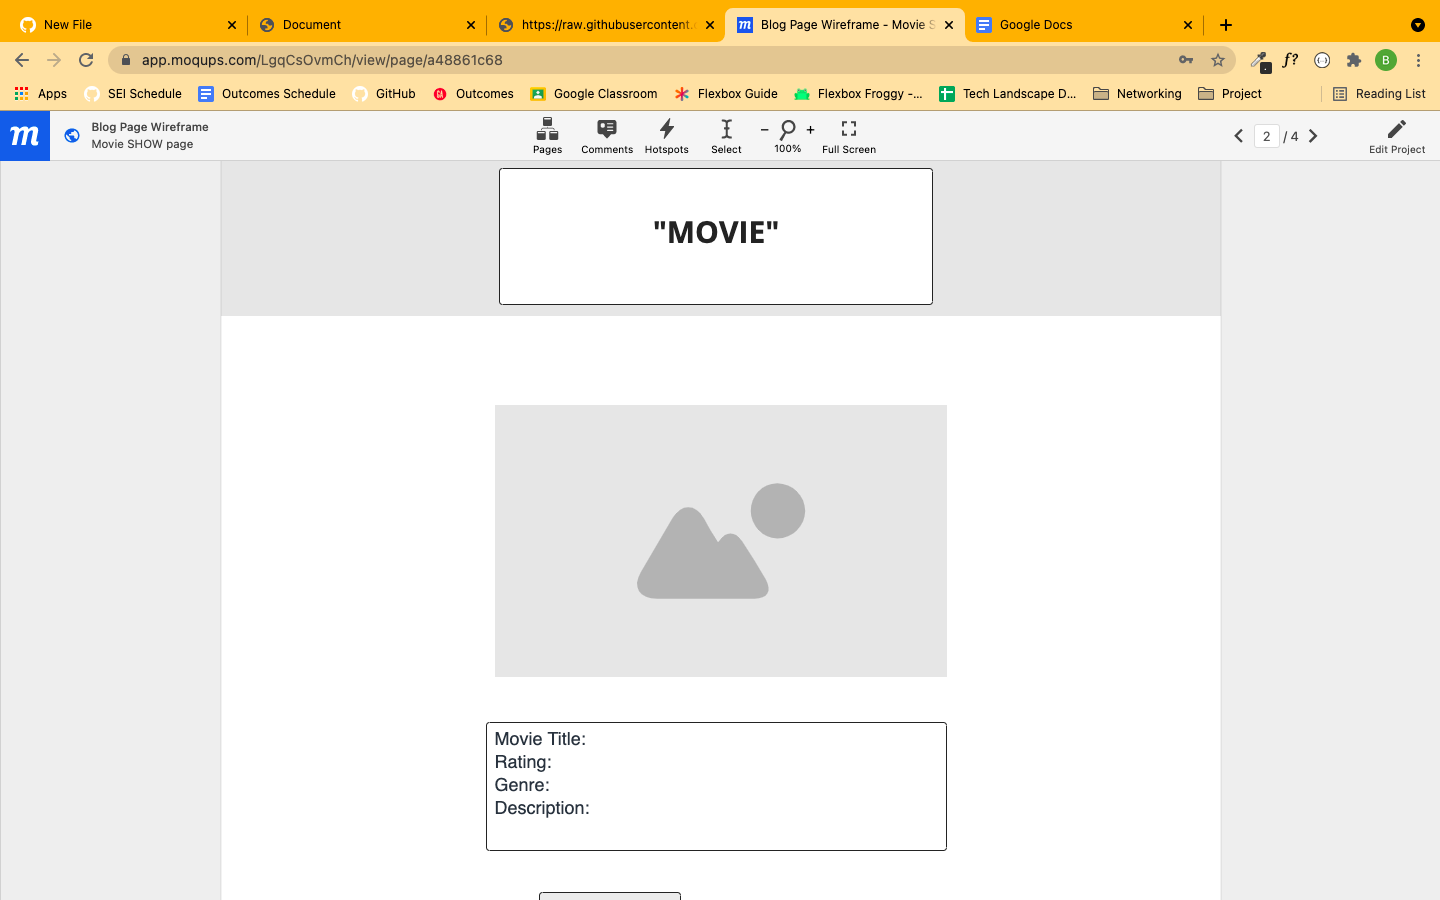 New File
Document
https://raw.githubusercontent.
Blog Page Wireframe - Movie S
Google Docs
app.moqups.com/LgqCsOvmCh/view/page/a48861c68
f?
B
Apps
SEI Schedule
Outcomes Schedule
GitHub
GA
Outcomes
Google Classroom
Flexbox Guide
Flexbox Froggy -...
Tech Landscape D...
Networking
Project
Reading List
m
Blog Page Wireframe
Movie SHOW page
Pages
Comments
Hotspots
Select
100%
Full Screen
2 / 4
Edit Project
"MOVIE"
Movie Title:
Rating:
Genre:
Description: